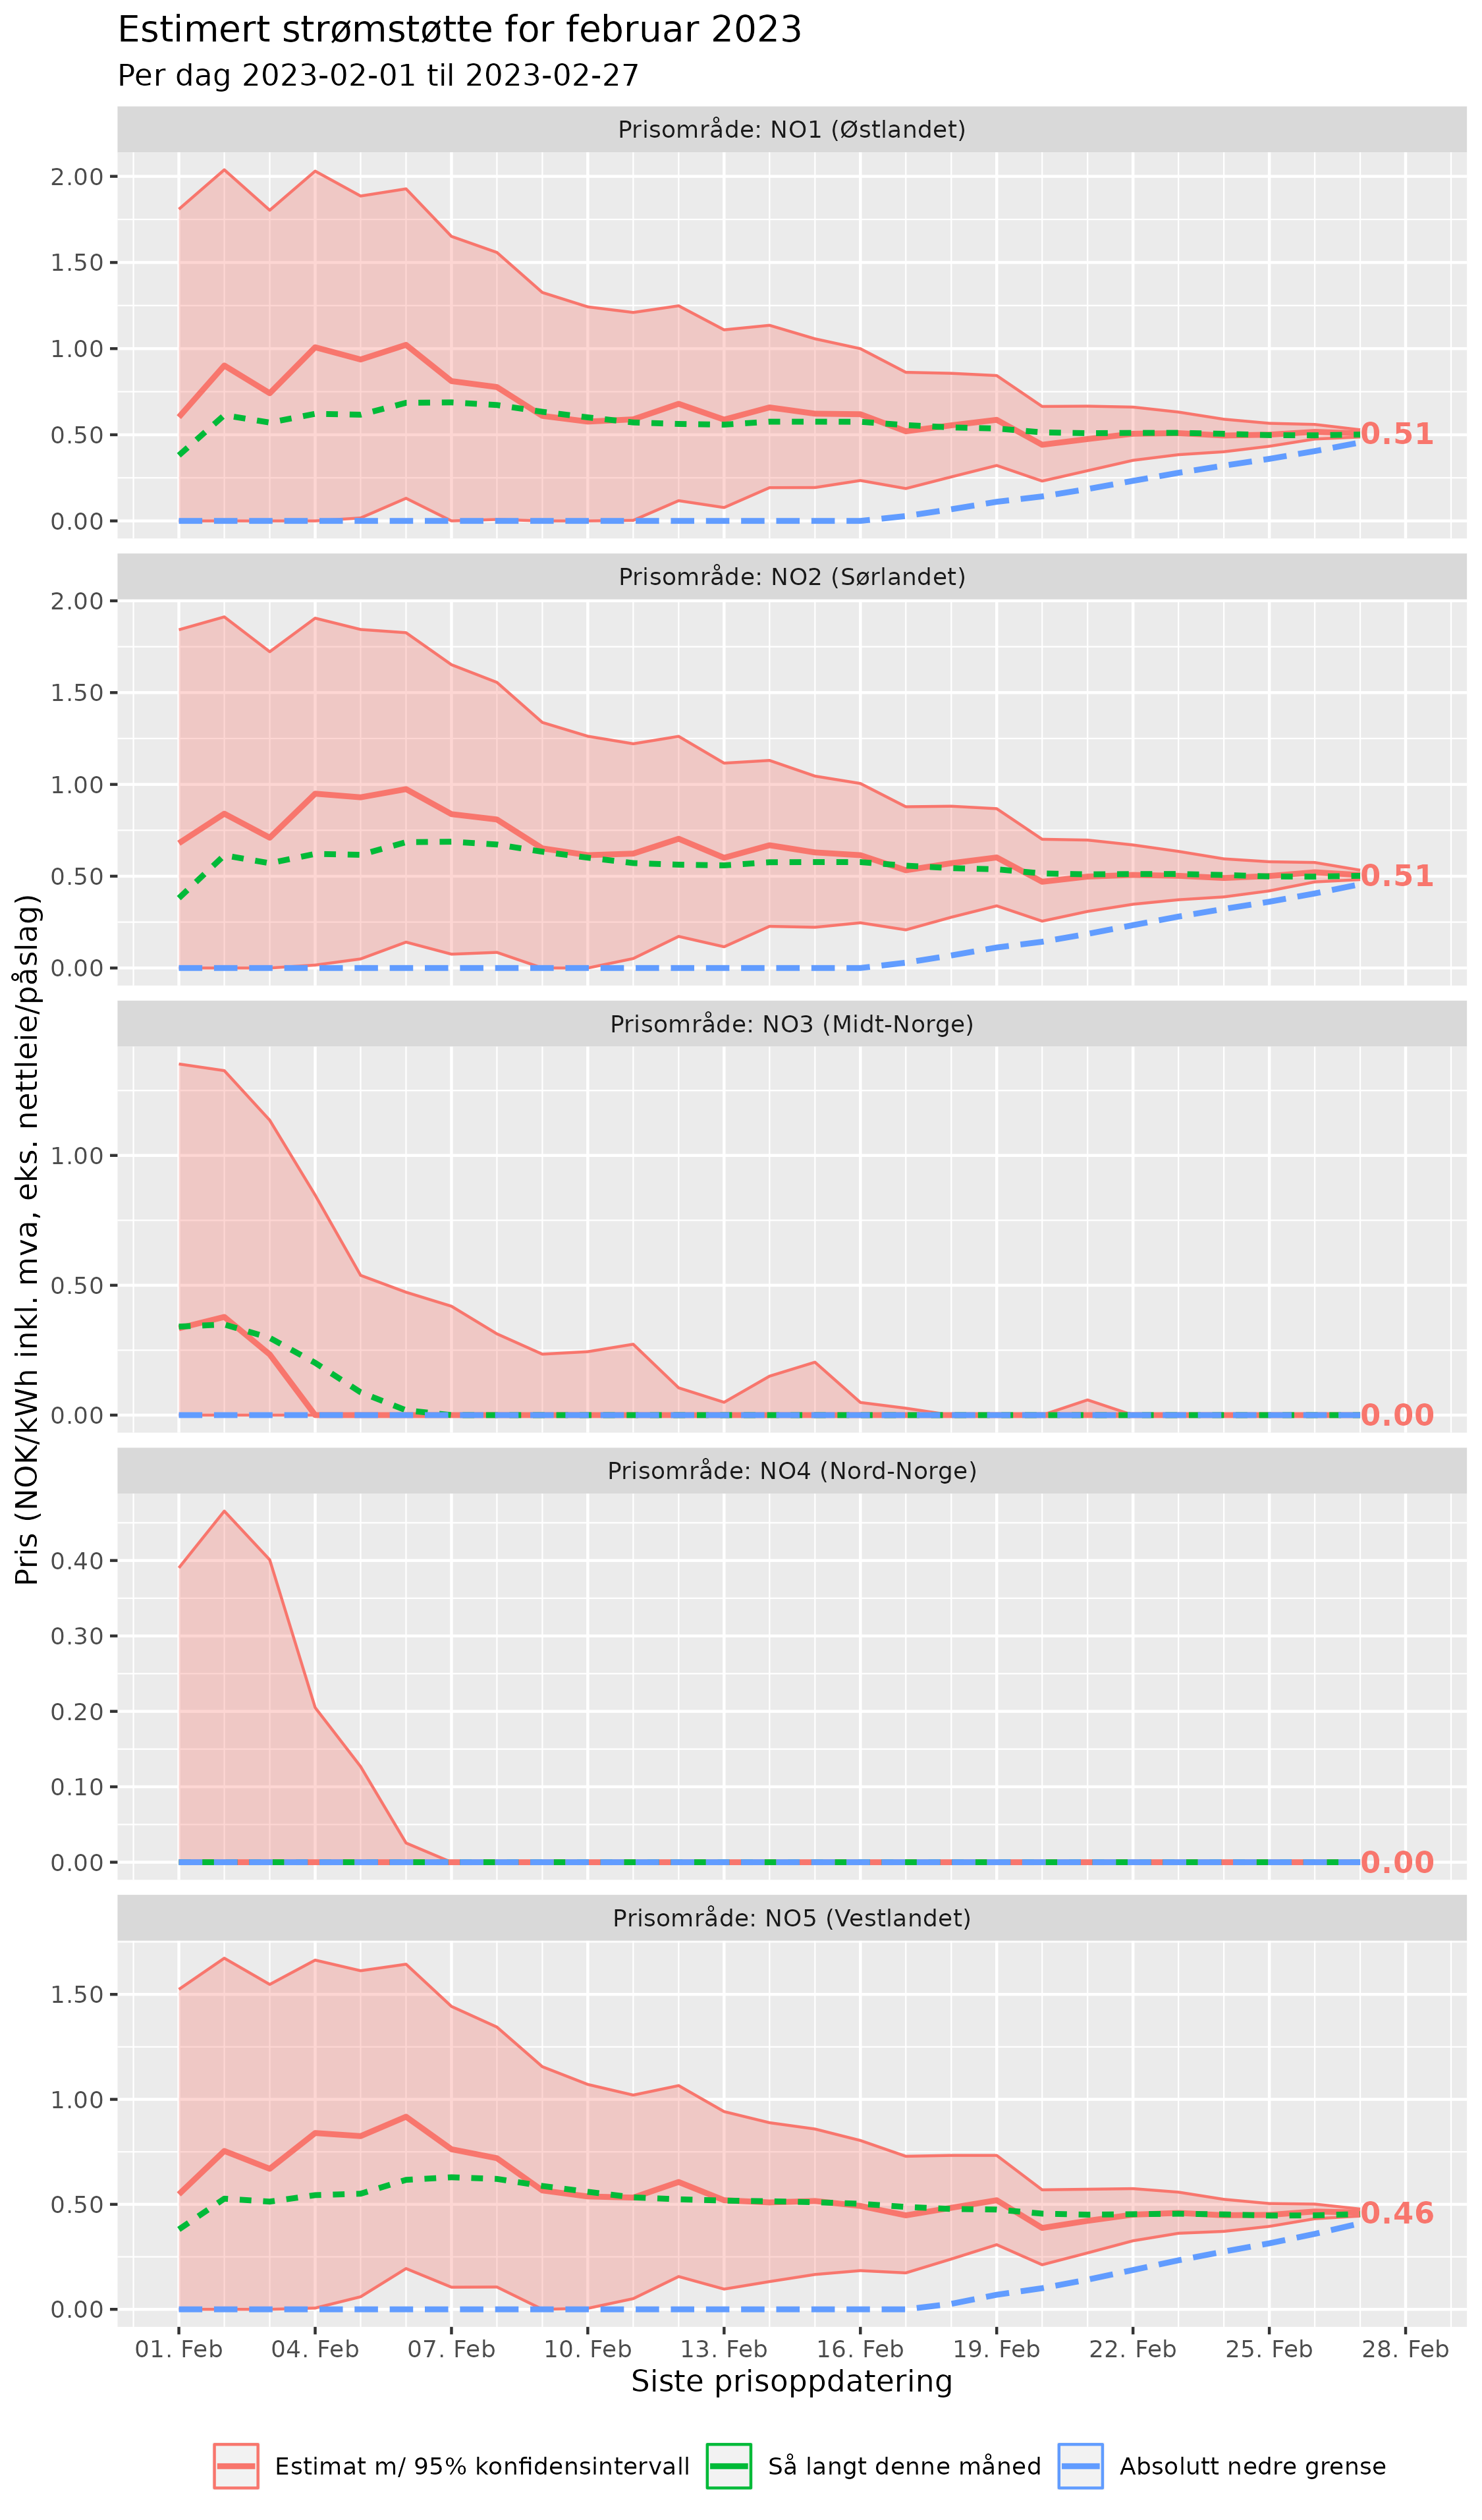 Estimert strømstøtte for februar 2023
Per dag 2023-02-01 til 2023-02-27
Pris (NOK/kWh inkl. mva, eks. nettleie/påslag)
Prisområde: NO1 (Østlandet)
2.00
1.50
1.00
0.50
0.00
0.51
Prisområde: NO2 (Sørlandet)
2.00
1.50
1.00
0.50
0.00
0.51
Prisområde: NO3 (Midt-Norge)
1.00
0.50
0.00
0.00
Prisområde: NO4 (Nord-Norge)
0.40
0.30
0.20
0.10
0.00
0.00
Prisområde: NO5 (Vestlandet)
1.50
1.00
0.50
0.00
0.46
01. Feb 04. Feb 07. Feb 10. Feb 13. Feb 16. Feb 19. Feb 22. Feb 25. Feb 28. Feb
Siste prisoppdatering
Estimat m/ 95% konfidensintervall Så langt denne måned Absolutt nedre grense